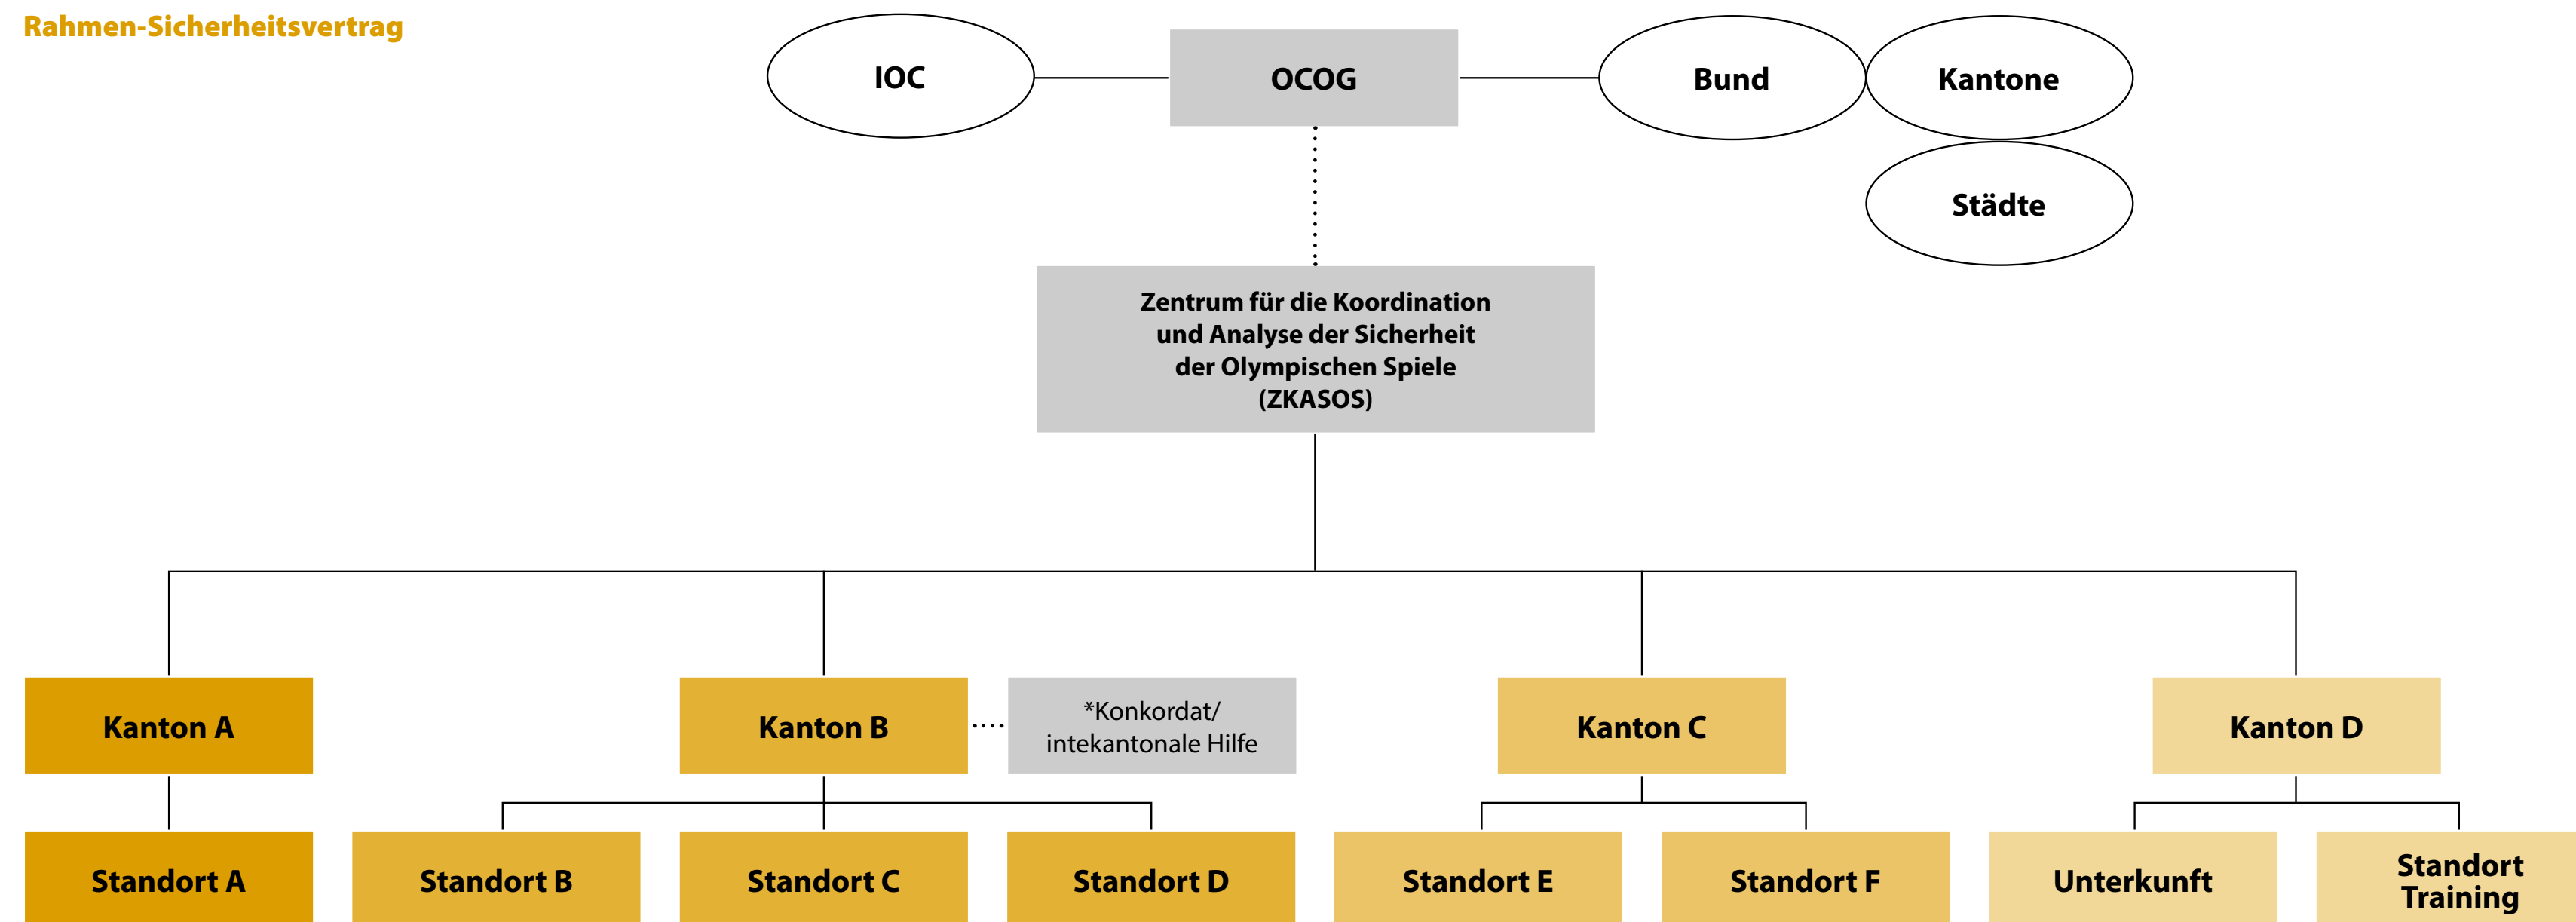 Rahmen-Sicherheitsvertrag
IOC
OCOG
Bund
Kantone
Städte
Zentrum für die Koordination
und Analyse der Sicherheit
der Olympischen Spiele
(ZKASOS)
Kanton A
Kanton B
*Konkordat/
intekantonale Hilfe
Kanton C
Kanton D
Standort A
Standort B
Standort C
Standort D
Standort E
Standort F
Unterkunft
Standort
Training